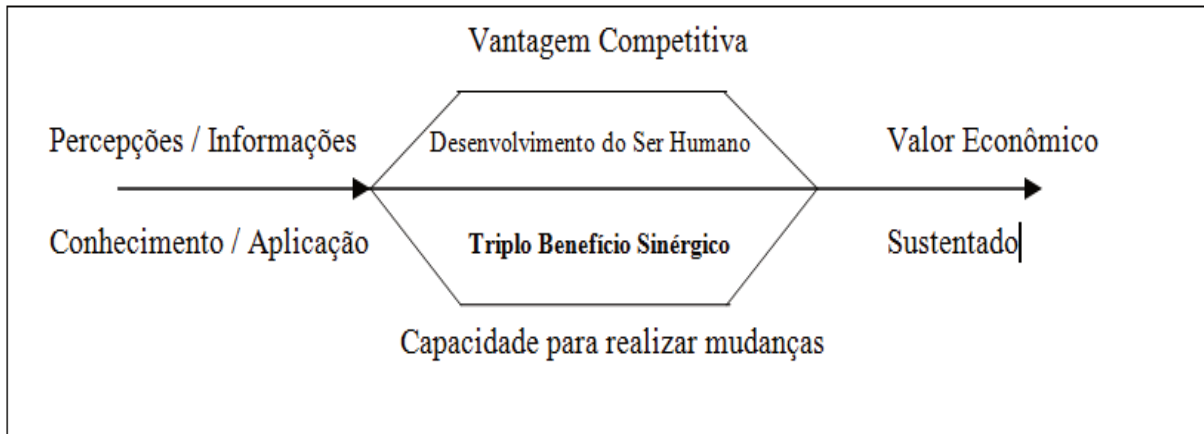 Vantagem Competitiva
Percepções / Informações
Desenvolvimento do Ser Humano
Valor Econômico
Conhecimento / Aplicação
Triplo Benefício Sinérgico
Sustentado
Capacidade para realizar mudanças